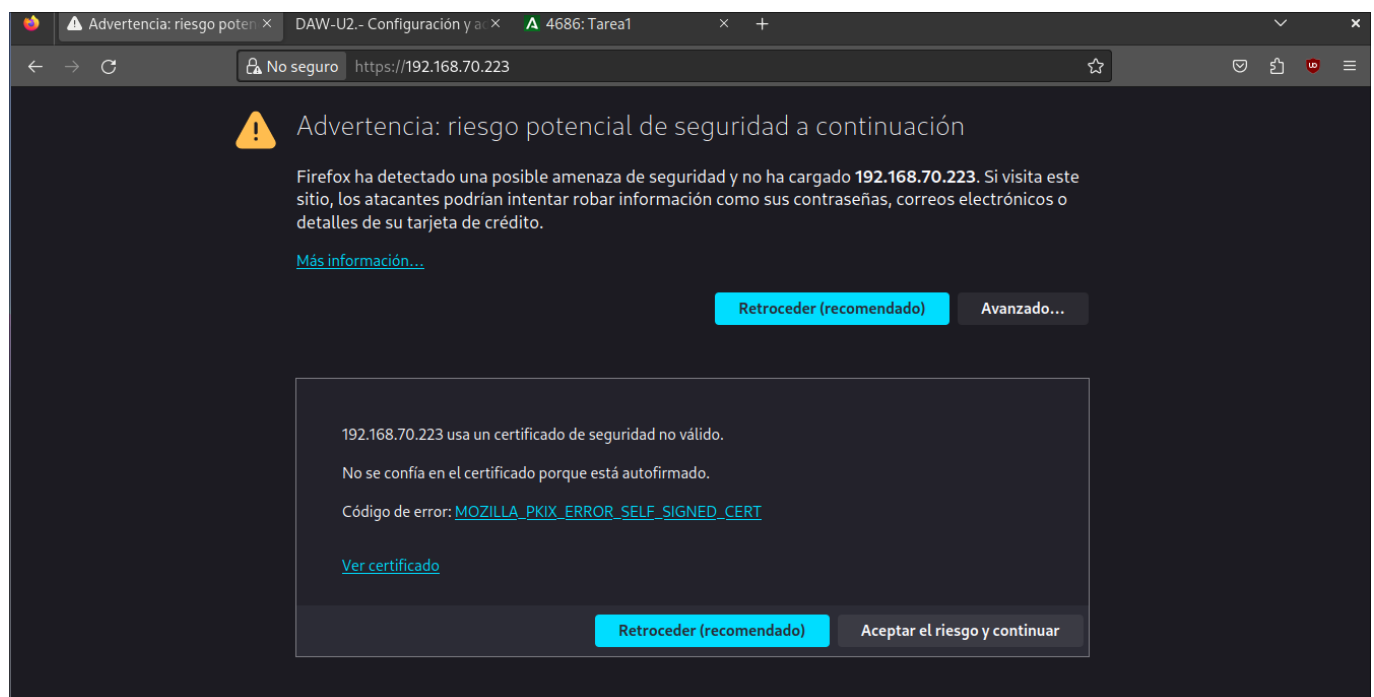 Advertencia: riesgo poten
DAW-U2.- Configuración y a
4686: Tarea1
No seguro
https://192.168.70.223
Advertencia: riesgo potencial de seguridad a continuación
Firefox ha detectado una posible amenaza de seguridad y no ha cargado 192.168.70.223. Si visita este
sitio, los atacantes podrían intentar robar información como sus contraseñas, correos electrónicos o
detalles de su tarjeta de crédito.
Más información...
Retroceder (recomendado)
Avanzado...
192.168.70.223 usa un certificado de seguridad no válido.
No se confía en el certificado porque está autofirmado.
Código de error: MOZILLA_PKIX_ERROR_SELF_SIGNED_CERT
Ver certificado
Retroceder (recomendado)
Aceptar el riesgo y continuar